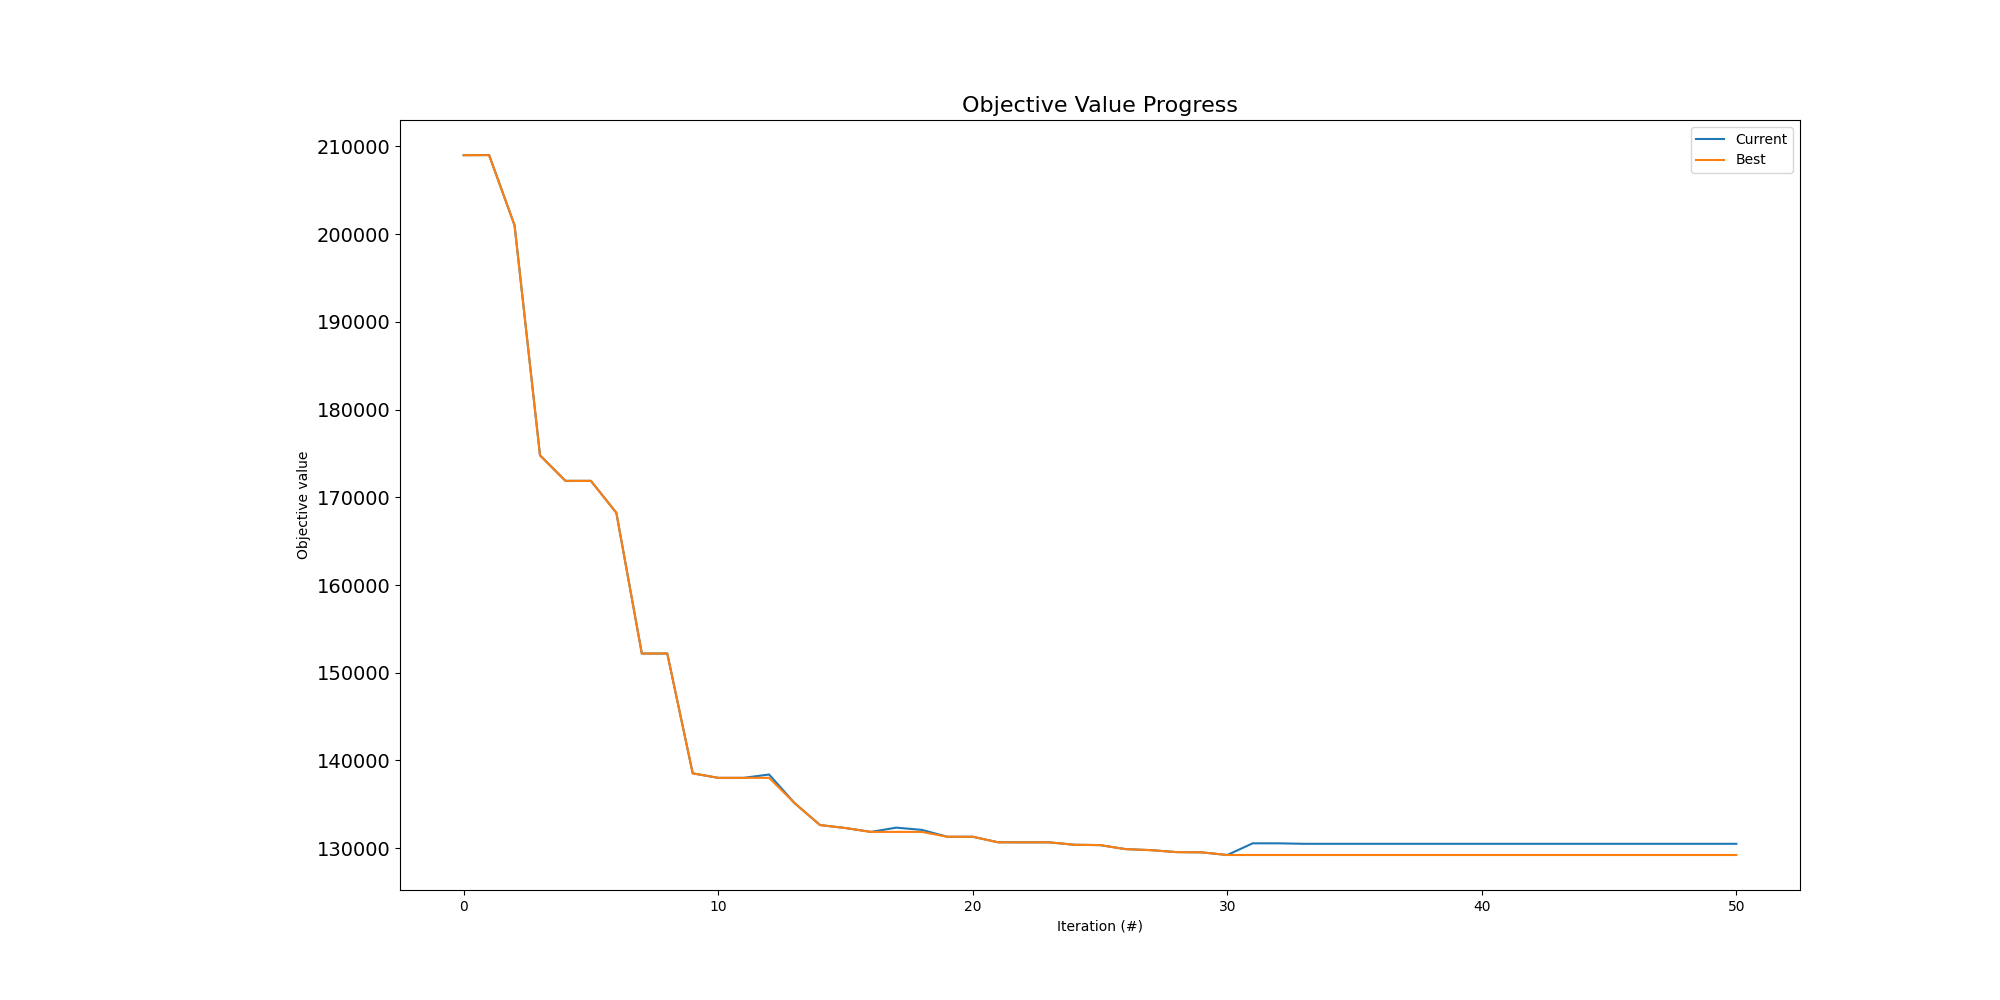 Objective Value Progress
Current
Best
210000
200000
190000
180000
170000
160000
150000
140000
130000
Objective value
0 10 20 30 40 50
Iteration (#)